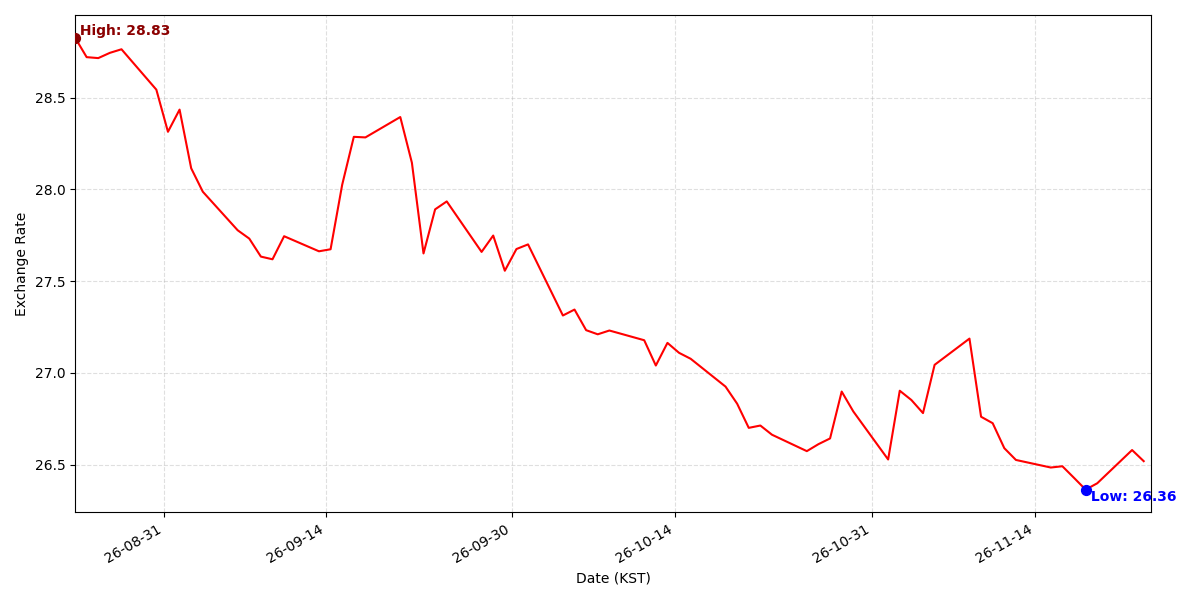 High: 28.83
28.5
28.0
27.5
27.0
26.5
Exchange Rate
Low: 26.36
26-08-31
26-09-14
26-09-30
26-10-14
26-10-31
26-11-14
Date (KST)